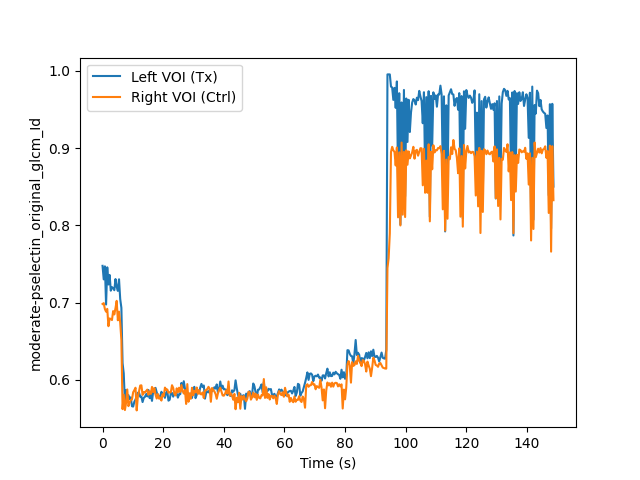 Left VOI (Tx)
Right VOI (Ctrl)
moderate-pselectin_original_glcm_Id
1.0
0.9
0.8
0.7
0.6
0 20 40 60 80 100 120 140
Time (s)